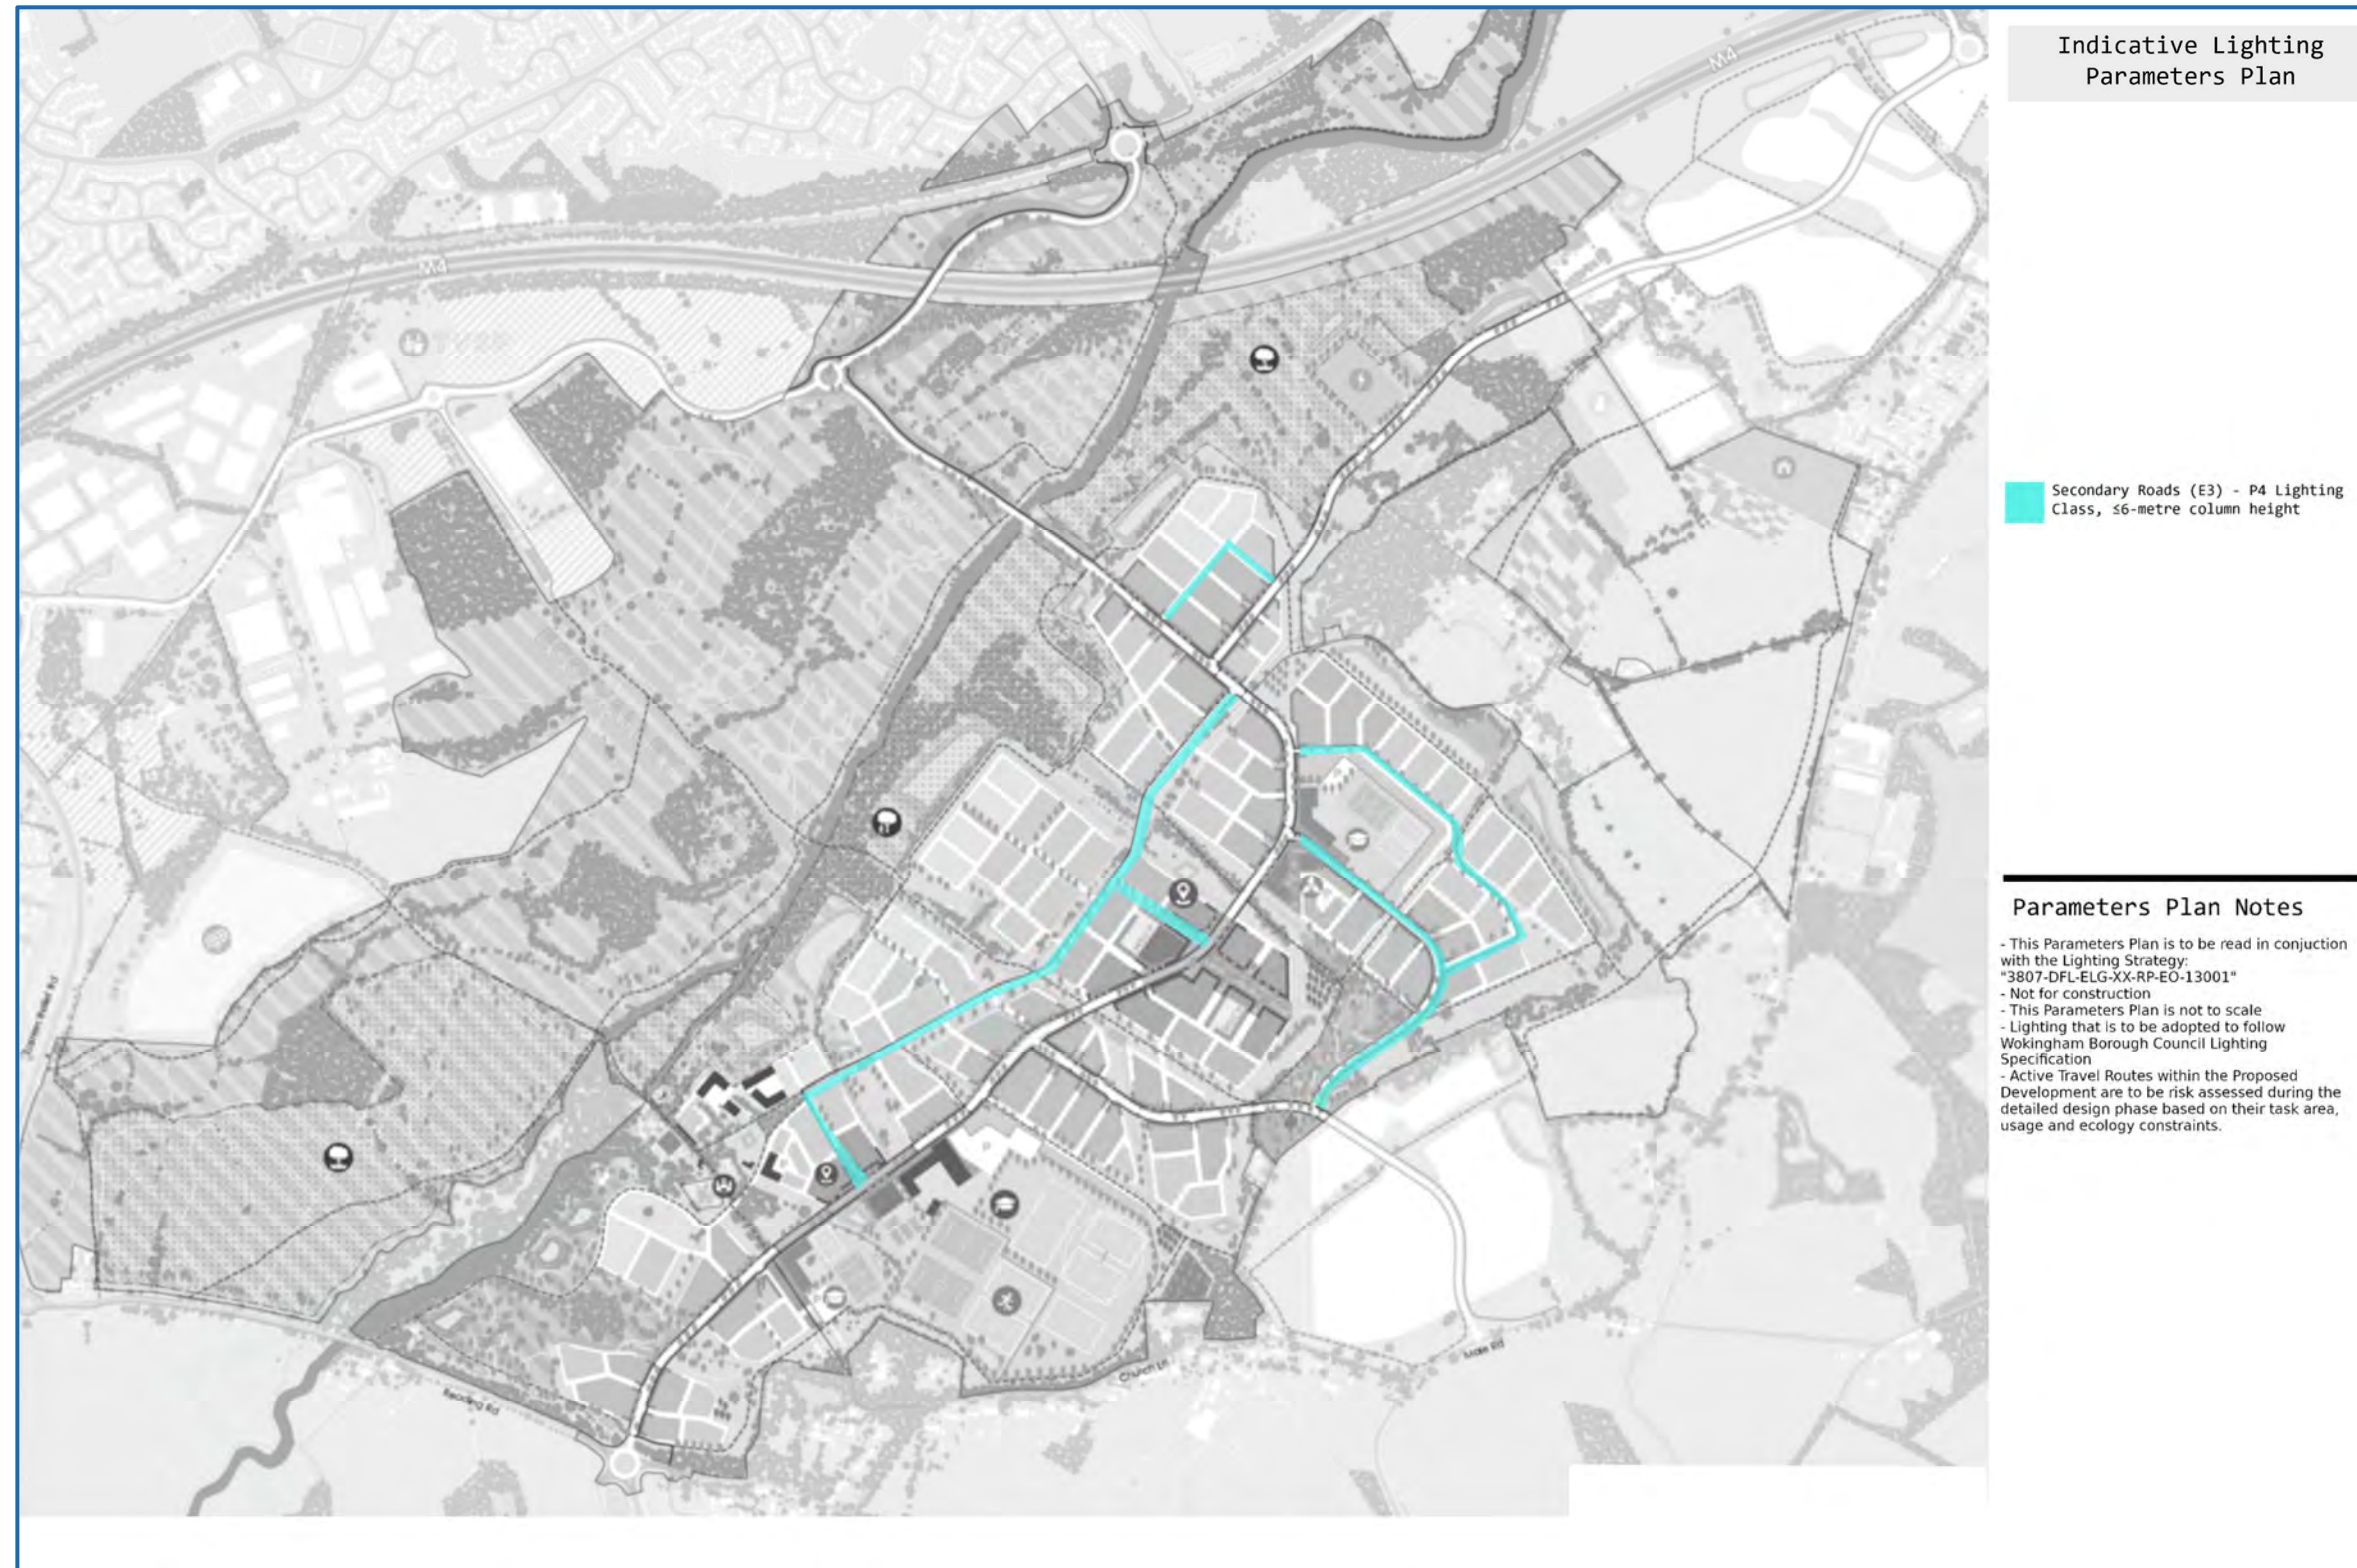 Indicative Lighting
Parameters Plan
M4
M4
Secondary Roads (E3) - P4 Lighting
Class, ≤6-metre column height
Parameters Plan Notes
- This Parameters Plan is to be read in conjuction
with the Lighting Strategy:
"3807-DFL-ELG-XX-RP-EO-13001"
- Not for construction
- This Parameters Plan is not to scale
- Lighting that is to be adopted to follow
Wokingham Borough Council Lighting
Specification
- Active Travel Routes within the Proposed
Development are to be risk assessed during the
detailed design phase based on their task area,
usage and ecology constraints.
Relief Rd
P
Mole Rd
Church Ln
Reading Rd